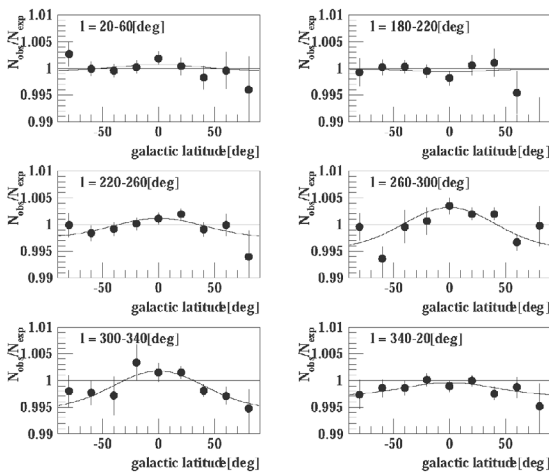 N_obs/N_exp
1.01
1.005
1
0.995
0.99
l = 20-60[deg]
-50
0
50
galactic latitude[deg]
N_obs/N_exp
1.01
1.005
1
0.995
0.99
l = 180-220[deg]
-50
0
50
galactic latitude[deg]
N_obs/N_exp
1.01
1.005
1
0.995
0.99
l = 220-260[deg]
-50
0
50
galactic latitude[deg]
N_obs/N_exp
1.01
1.005
1
0.995
0.99
l = 260-300[deg]
-50
0
50
galactic latitude[deg]
N_obs/N_exp
1.01
1.005
1
0.995
0.99
l = 300-340[deg]
-50
0
50
galactic latitude[deg]
N_obs/N_exp
1.01
1.005
1
0.995
0.99
l = 340-20[deg]
-50
0
50
galactic latitude[deg]